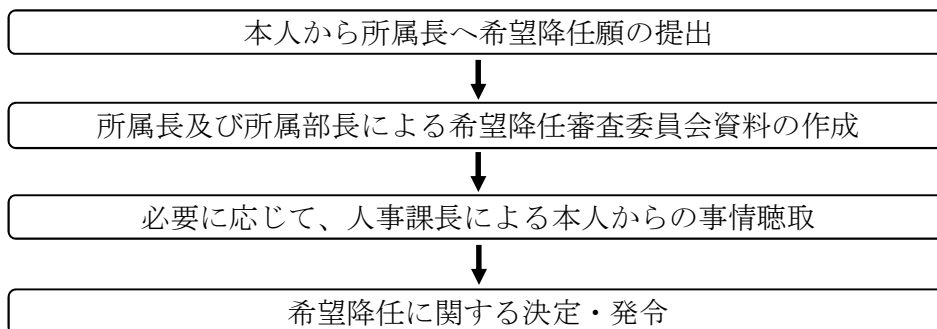 本人から所属長へ希望降任願の提出
所属長及び所属部長による希望降任審査委員会資料の作成
必要に応じて、人事課長による本人からの事情聴取
希望降任に関する決定・発令